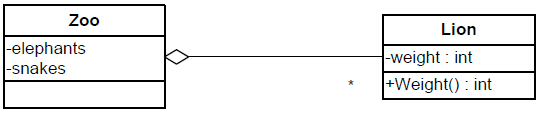 Zoo
-elephants
-snakes
Lion
-weight : int
+Weight() : int
*